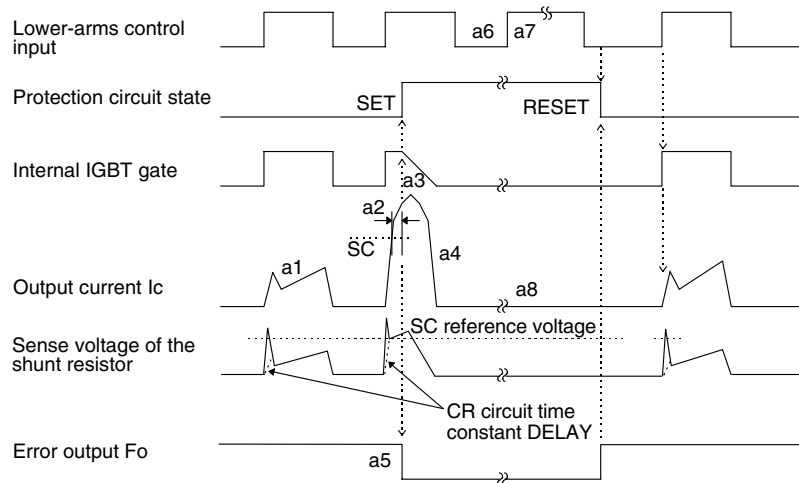 Lower-arms control
input
a6
a7
Protection circuit state
SET
RESET
Internal IGBT gate
a3
a2
SC
a4
a1
Output current Ic
a8
SC reference voltage
Sense voltage of the
shunt resistor
CR circuit time
constant DELAY
Error output Fo
a5